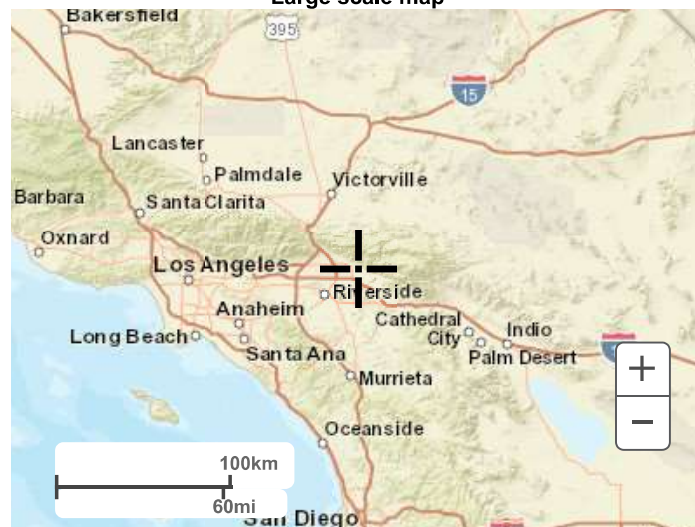 Large scale map
Bakersfield
395
15
Lancaster
Palmdale
Victorville
Barbara
Santa Clarita
Oxnard
Los Angeles
Riverside
Anaheim
Cathedral
City
Indio
Long Beach
Santa Ana
Palm Desert
+
Murrieta
−
Oceanside
100km
60mi
San Diego